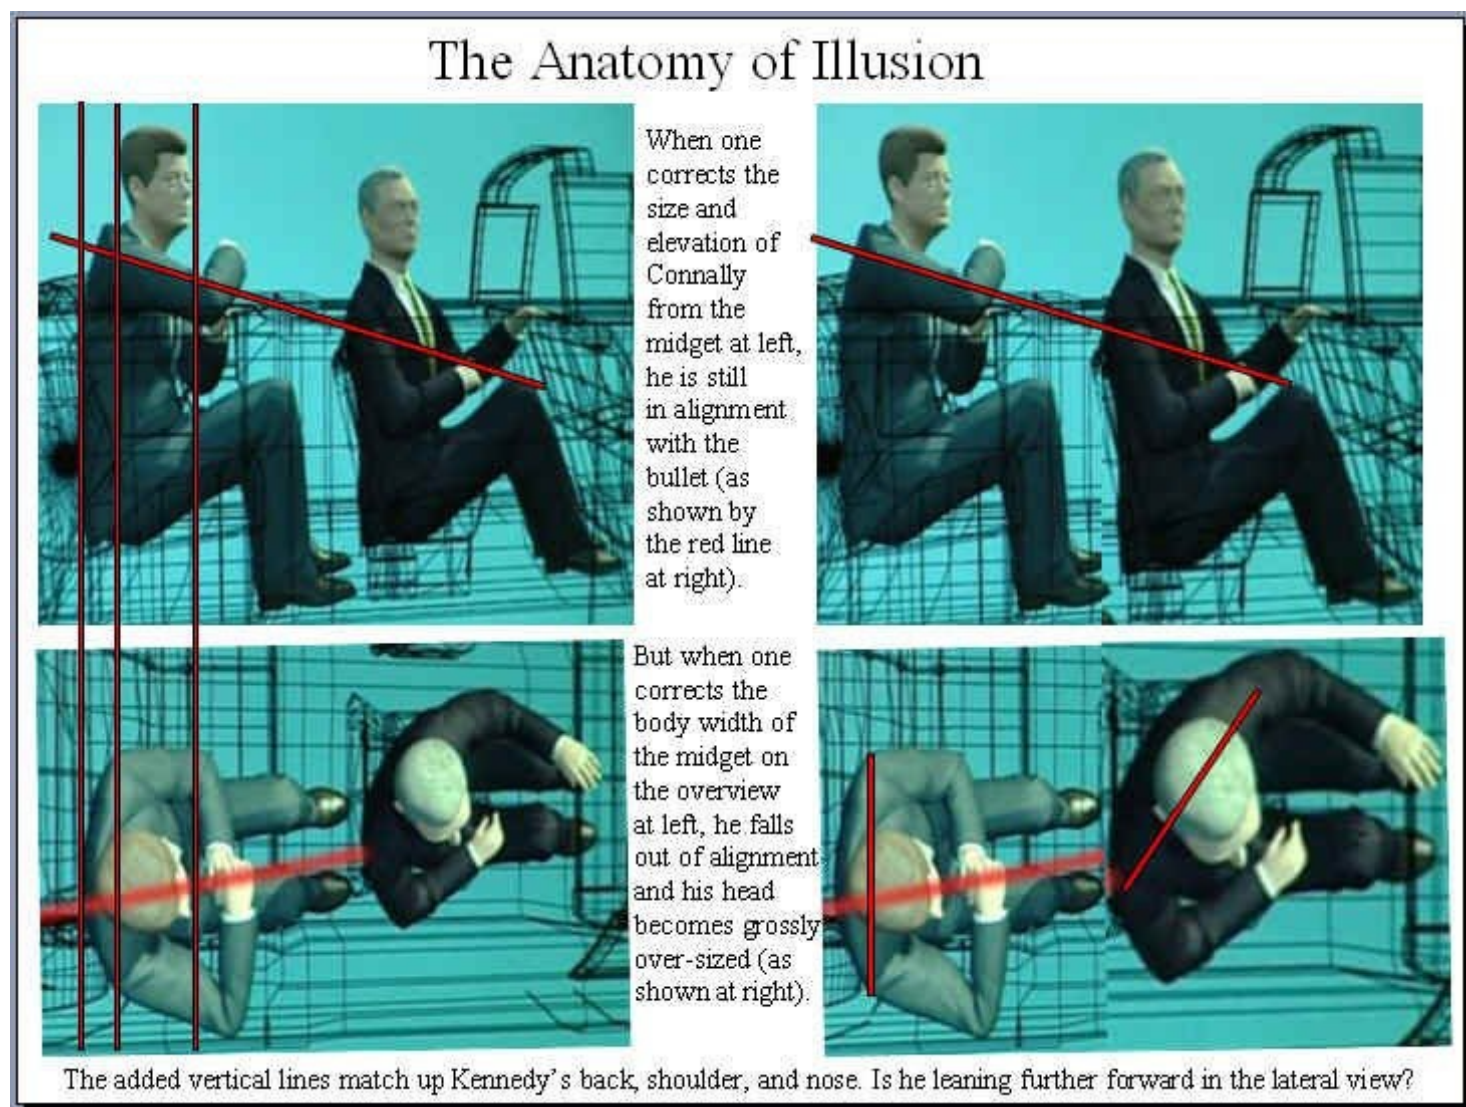 The Anatomy of Illusion
When one
corrects the
size and
elevation of
Connally
from the
midget at left,
he is still
in alignment
with the
bullet (as
shown by
the red line
at right).
But when one
corrects the
body width of
the midget on
the overview
at left, he falls
out of alignment
and his head
becomes grossly
over-sized (as
shown at right).
The added vertical lines match up Kennedy's back, shoulder, and nose. Is he leaning further forward in the lateral view?